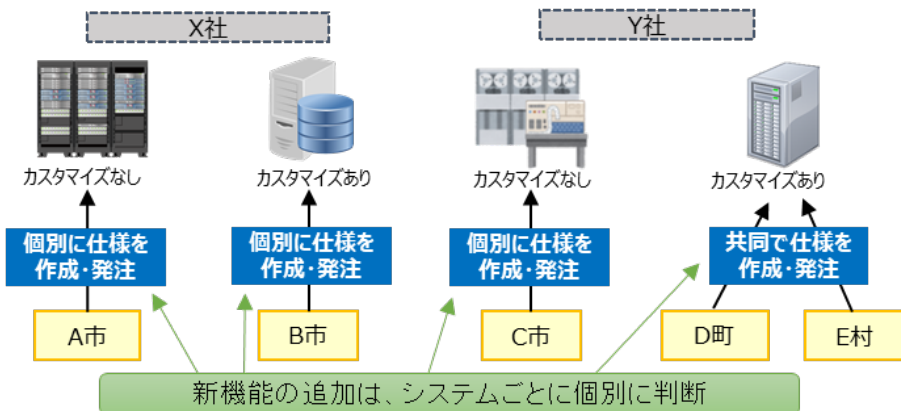 X社
Y社
カスタマイズなし
カスタマイズあり
カスタマイズなし
カスタマイズあり
個別に仕様を
作成・発注
個別に仕様を
作成・発注
個別に仕様を
作成・発注
共同で仕様を
作成・発注
A市
B市
C市
D町
E村
新機能の追加は、システムごとに個別に判断